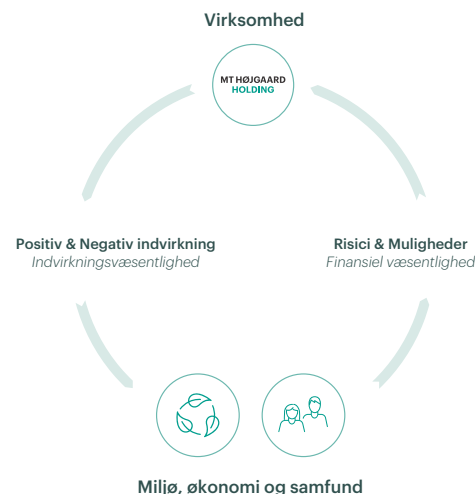 Virksomhed
MT HØJGAARD
HOLDING
Positiv & Negativ indvirkning
Indvirkningsvæsentlighed
Risici & Muligheder
Finansiel væsentlighed
Miljø, økonomi og samfund